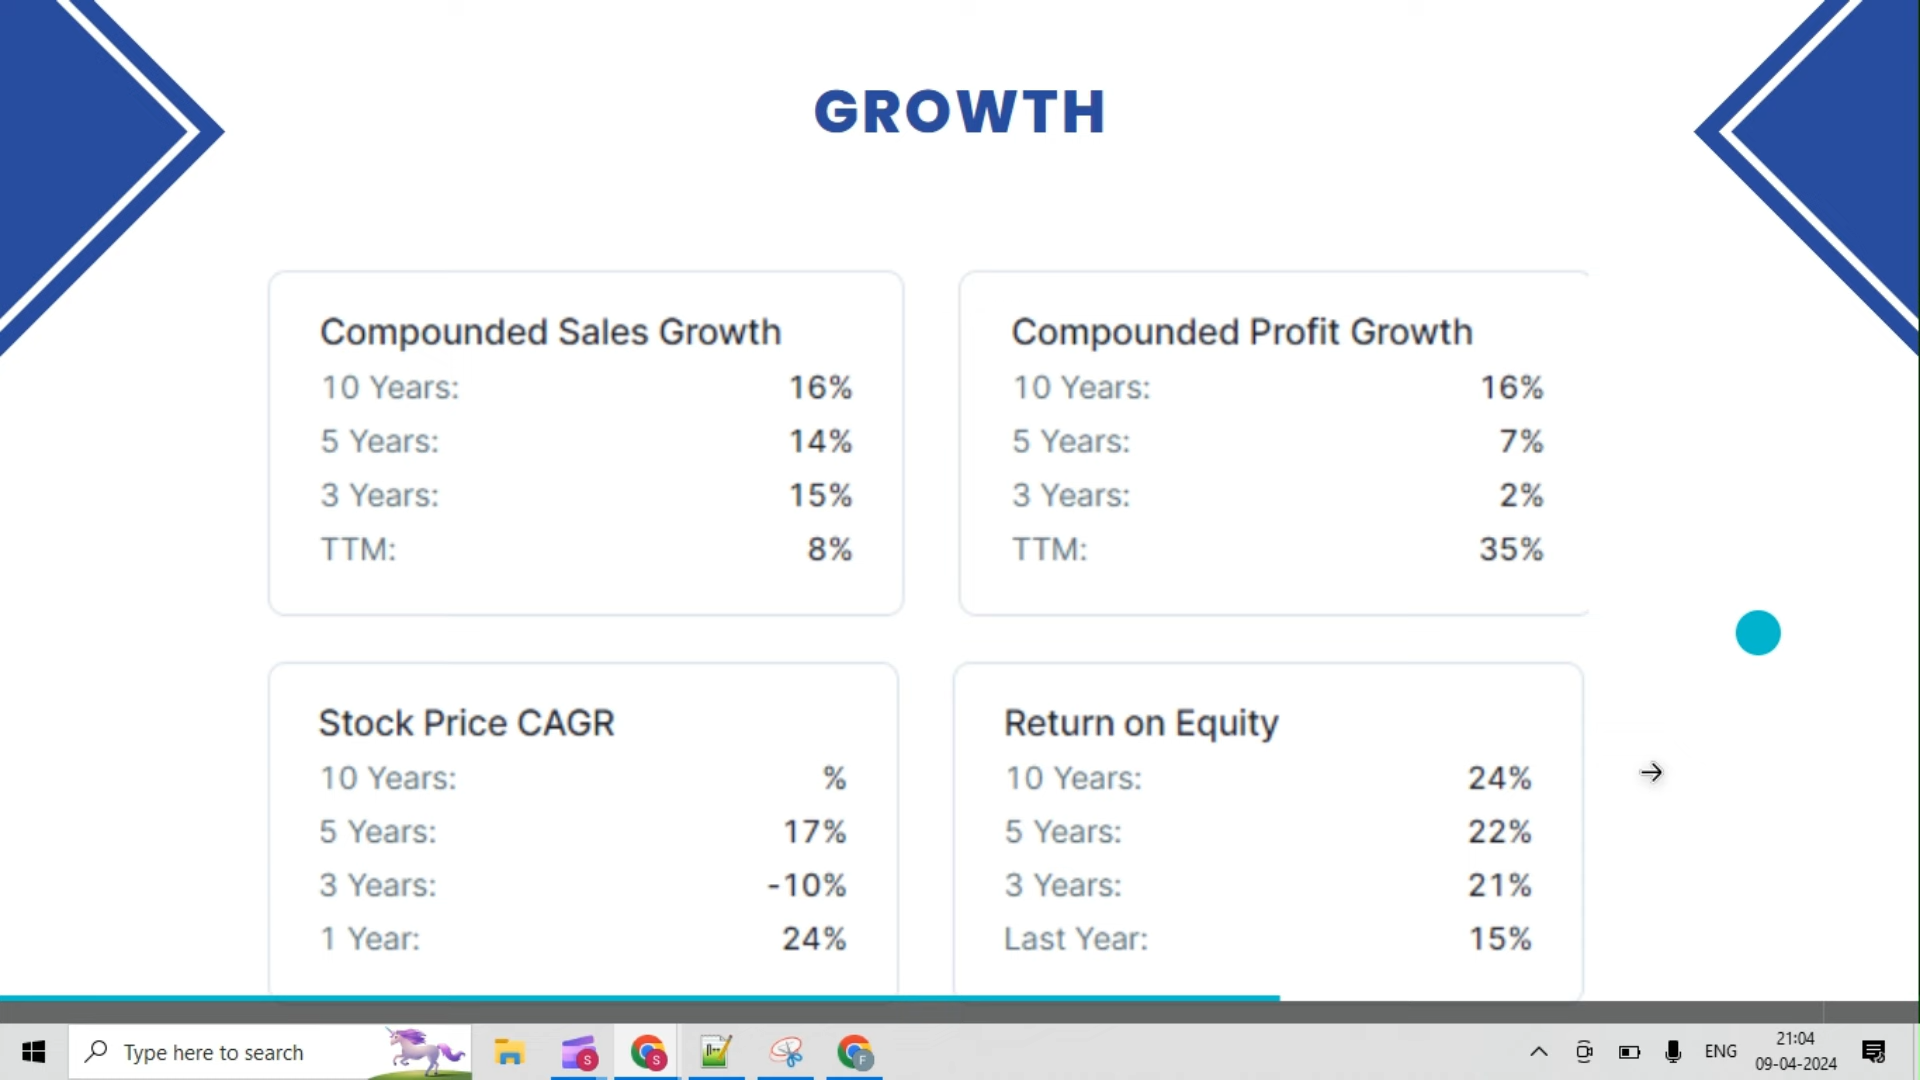 GROWTH
Compounded Sales Growth
10 Years: 16%
5 Years: 14%
3 Years: 15%
TTM: 8%
Compounded Profit Growth
10 Years: 16%
5 Years: 7%
3 Years: 2%
TTM: 35%
Stock Price CAGR
10 Years: %
5 Years: 17%
3 Years: -10%
1 Year: 24%
Return on Equity
10 Years: 24%
5 Years: 22%
3 Years: 21%
Last Year: 15%
Type here to search
S
S
F
ENG
21:04
09-04-2024